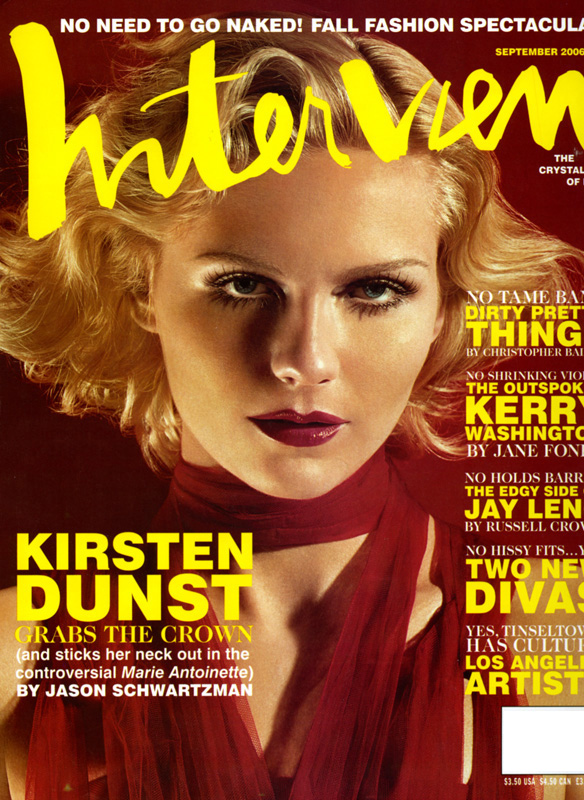 NO NEED TO GO NAKED! FALL FASHION SPECTACULA
SEPTEMBER 2006
Interview
THE
CRYSTAL
OF
NO TAME BAN
DIRTY PRETT
THING
BY CHRISTOPHER BAI
NO SHRINKING VIO
THE OUTSPOK
KERRY
WASHINGTO
BY JANE FON
NO HOLDS BARR
THE EDGY SIDE
JAY LEN
BY RUSSELL CROW
NO HISSY FITS...Y
TWO NEW
DIVAS
YES, TINSELTOW
HAS CULTU
LOS ANGEL
ARTIST
KIRSTEN
DUNST
GRABS THE CROWN
(and sticks her neck out in the
controversial Marie Antoinette)
BY JASON SCHWARTZMAN
$3.50 USA $4.50 CAN £3